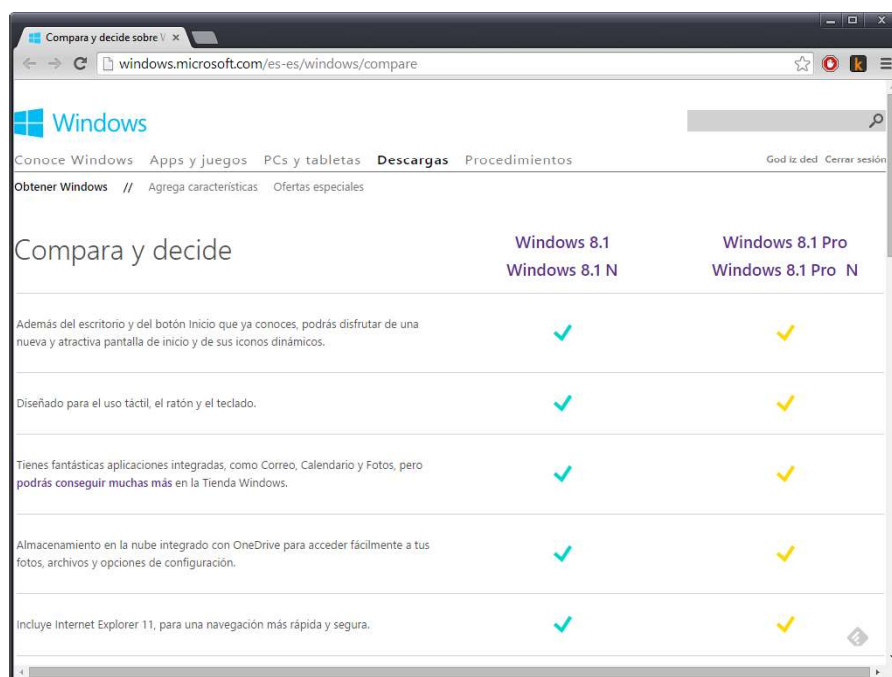 Compara y decide sobre V
windows.microsoft.com/es-es/windows/compare
Windows
Conoce Windows Apps y juegos PCs y tabletas Descargas Procedimientos
God iz ded Cerrar sesión
Obtener Windows // Agrega características Ofertas especiales
Compara y decide
Windows 8.1
Windows 8.1 N
Windows 8.1 Pro
Windows 8.1 Pro N
Además del escritorio y del botón Inicio que ya conoces, podrás disfrutar de una
nueva y atractiva pantalla de inicio y de sus iconos dinámicos.
Diseñado para el uso táctil, el ratón y el teclado.
Tienes fantásticas aplicaciones integradas, como Correo, Calendario y Fotos, pero
podrás conseguir muchas más en la Tienda Windows.
Almacenamiento en la nube integrado con OneDrive para acceder fácilmente a tus
fotos, archivos y opciones de configuración.
Incluye Internet Explorer 11, para una navegación más rápida y segura.